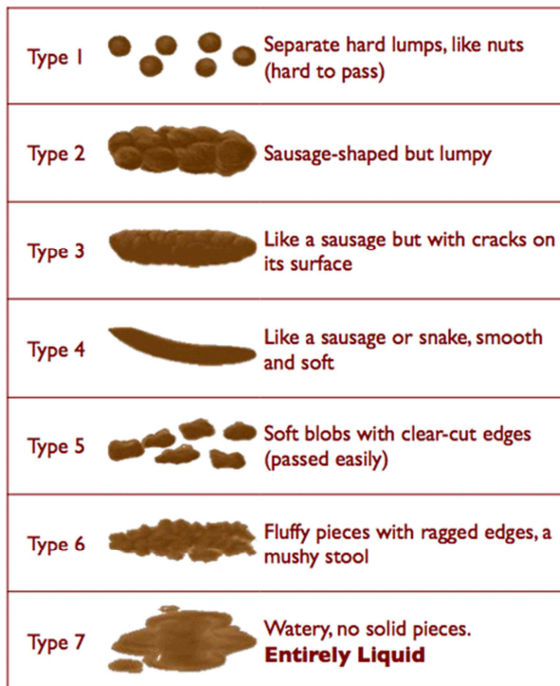 Type 1
Separate hard lumps, like nuts
(hard to pass)
Type 2
Sausage-shaped but lumpy
Type 3
Like a sausage but with cracks on
its surface
Type 4
Like a sausage or snake, smooth
and soft
Type 5
Soft blobs with clear-cut edges
(passed easily)
Type 6
Fluffy pieces with ragged edges, a
mushy stool
Type 7
Watery, no solid pieces.
Entirely Liquid